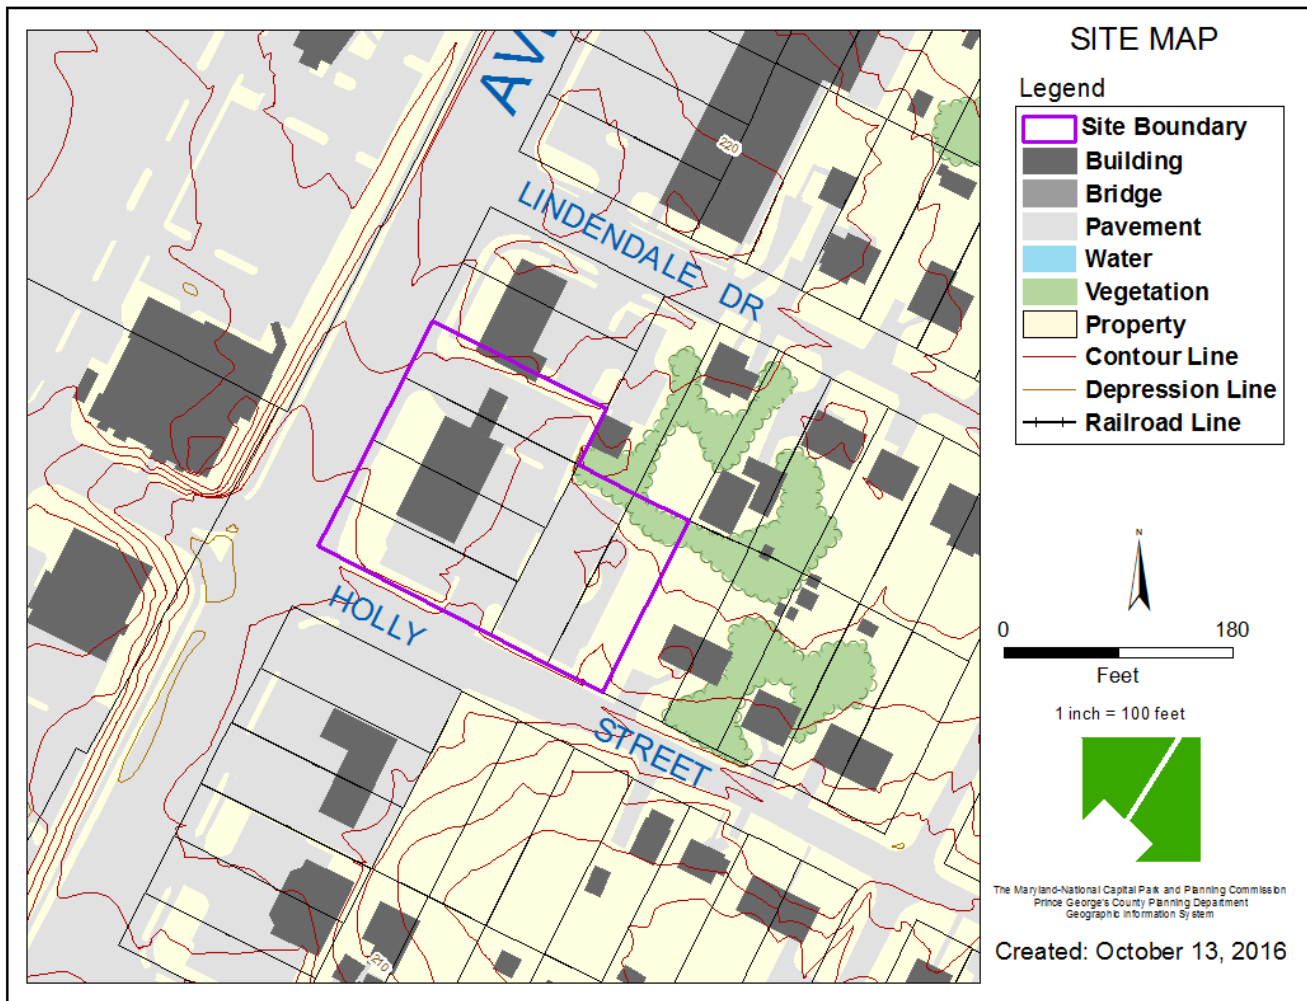 SITE MAP
Legend
Site Boundary
Building
Bridge
Pavement
Water
Vegetation
Property
Contour Line
Depression Line
Railroad Line
220
LINDENDALE DR
HOLLY
STREET
210
N
0 180
Feet
1 inch = 100 feet
The Maryland-National Capital Park and Planning Commission
Prince George's County Planning Department
Geographic Information System
Created: October 13, 2016